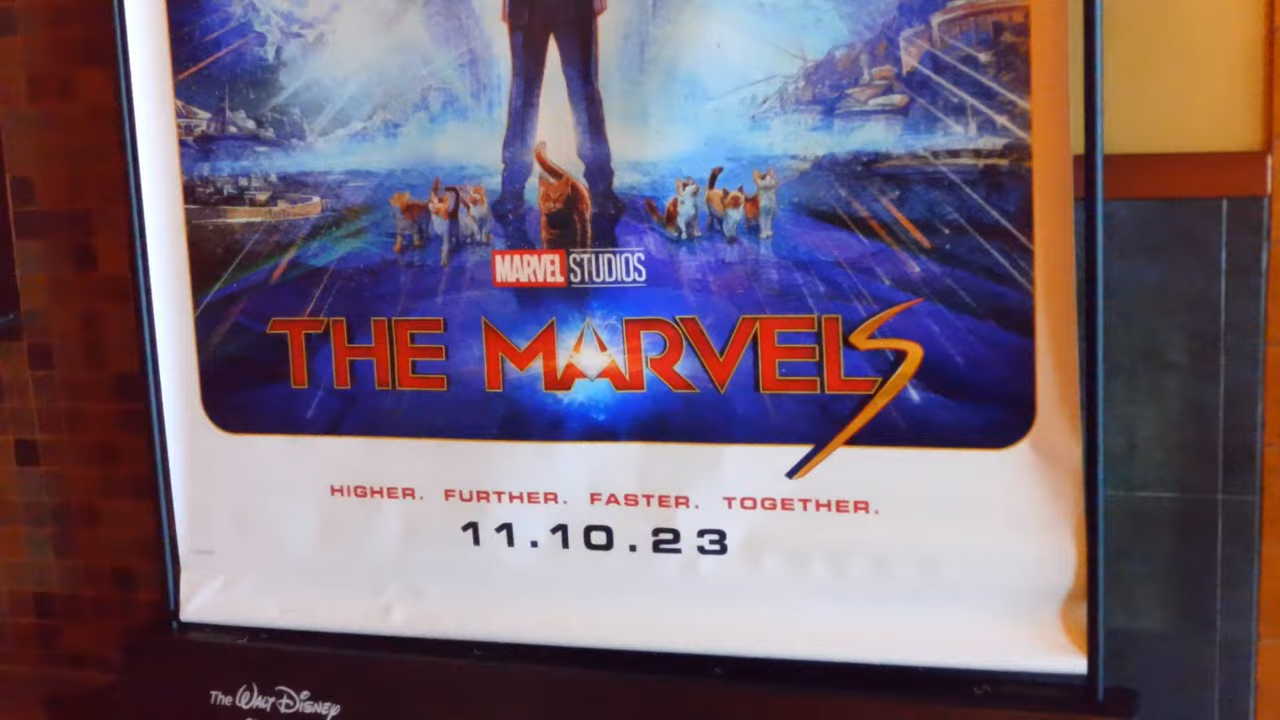 MARVEL STUDIOS
THE MARVELS
HIGHER. FURTHER. FASTER. TOGETHER.
11.10.23
The WALT DISNEY